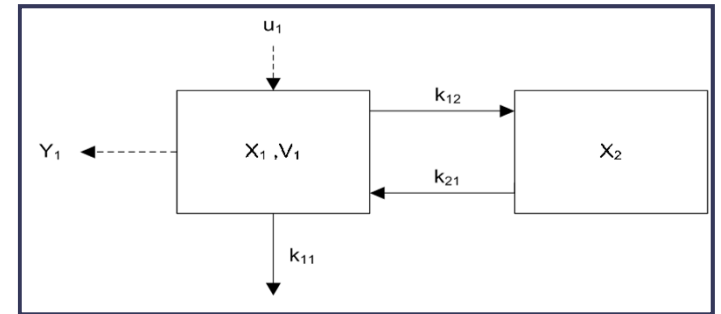 u₁
k₁₂
Y₁
X₁ ,V₁
X₂
k₂₁
k₁₁